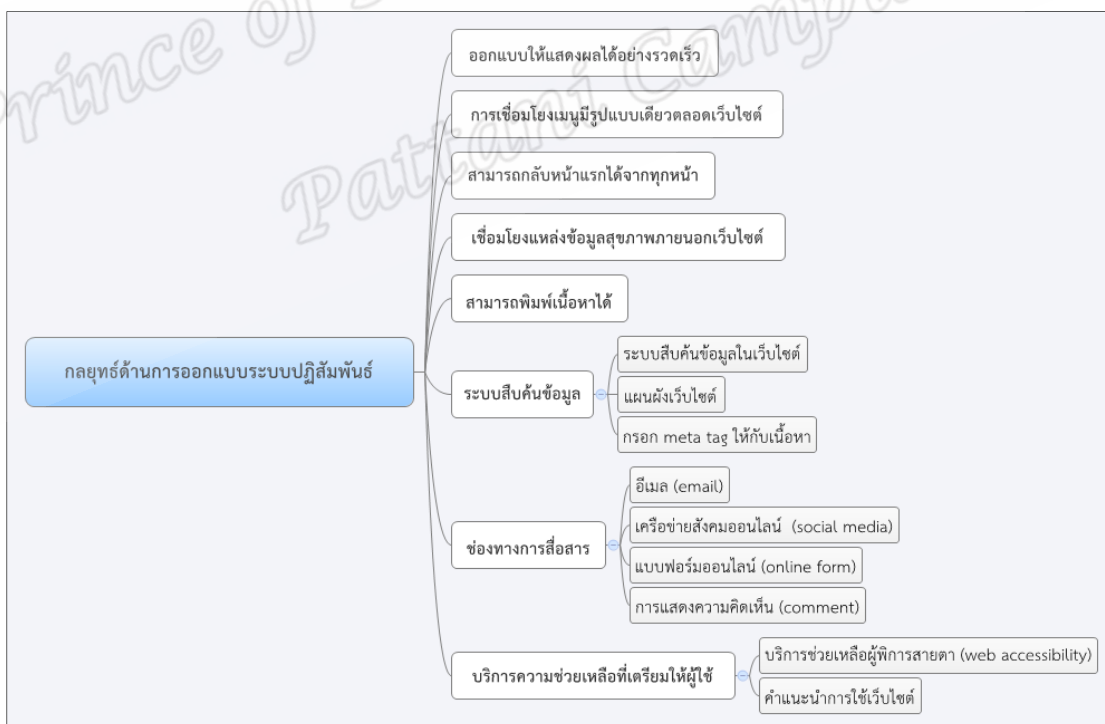 Prince of
Pattani Campu
ออกแบบให้แสดงผลได้อย่างรวดเร็ว
การเชื่อมโยงเมนูมีรูปแบบเดียวตลอดเว็บไซต์
สามารถกลับหน้าแรกได้จากทุกหน้า
เชื่อมโยงแหล่งข้อมูลสุขภาพภายนอกเว็บไซต์
สามารถพิมพ์เนื้อหาได้
กลยุทธ์ด้านการออกแบบระบบปฏิสัมพันธ์
ระบบสืบค้นข้อมูล
ระบบสืบค้นข้อมูลในเว็บไซต์
แผนผังเว็บไซต์
กรอก meta tag ให้กับเนื้อหา
ช่องทางการสื่อสาร
อีเมล (email)
เครือข่ายสังคมออนไลน์ (social media)
แบบฟอร์มออนไลน์ (online form)
การแสดงความคิดเห็น (comment)
บริการความช่วยเหลือที่เตรียมให้ผู้ใช้
บริการช่วยเหลือผู้พิการสายตา (web accessibility)
คำแนะนำการใช้เว็บไซต์